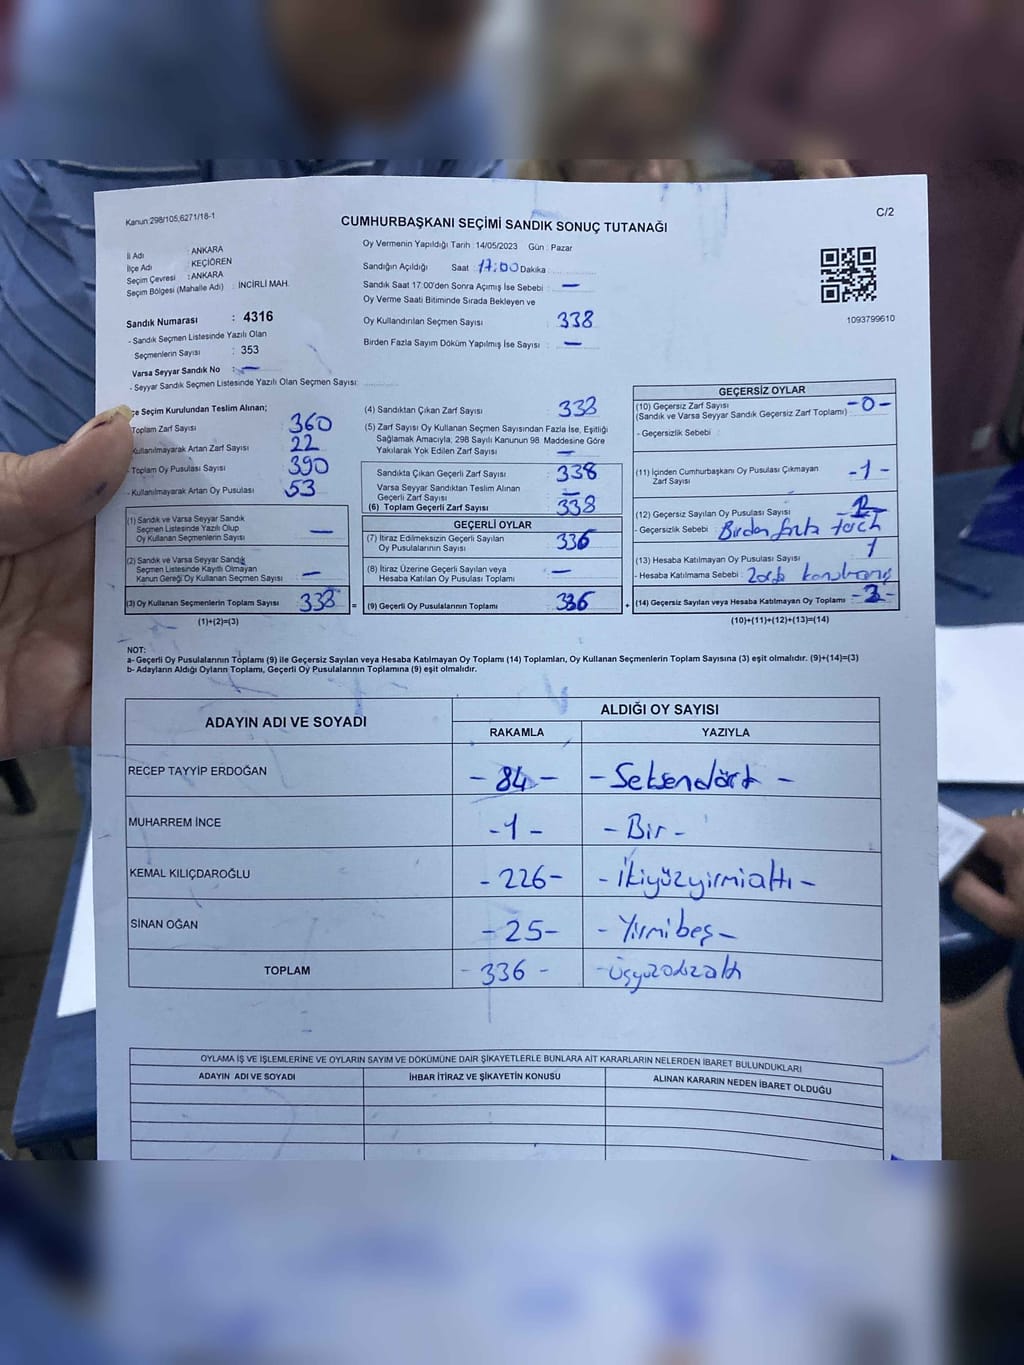 Kanun:298/105,6271/18-1
C/2
CUMHURBAŞKANI SEÇİMİ SANDIK SONUÇ TUTANAĞI
İl Adı : ANKARA
İlçe Adı : KEÇİÖREN
Seçim Çevresi : ANKARA
Seçim Bölgesi (Mahalle Adı) : İNCİRLİ MAH.
Sandık Numarası : 4316
- Sandık Seçmen Listesinde Yazılı Olan
Seçmenlerin Sayısı : 353
Varsa Seyyar Sandık No : —
- Seyyar Sandık Seçmen Listesinde Yazılı Olan Seçmen Sayısı:
Oy Vermenin Yapıldığı Tarih : 14/05/2023 Gün : Pazar
Sandığın Açıldığı Saat : 17:00 Dakika :
Sandık Saat 17:00'den Sonra Açılmış İse Sebebi : —
Oy Verme Saati Bitiminde Sırada Bekleyen ve
Oy Kullandırılan Seçmen Sayısı : 338
Birden Fazla Sayım Döküm Yapılmış İse Sayısı : —
1093799610
çe Seçim Kurulundan Teslim Alınan;
Toplam Zarf Sayısı 360
Kullanılmayarak Artan Zarf Sayısı 22
- Toplam Oy Pusulası Sayısı 390
- Kullanılmayarak Artan Oy Pusulası 53
(1) Sandık ve Varsa Seyyar Sandık
Seçmen Listesinde Yazılı Olup
Oy Kullanan Seçmenlerin Sayısı —
(2) Sandık ve Varsa Seyyar Sandık
Seçmen Listesinde Kayıtlı Olmayan
Kanun Gereği Oy Kullanan Seçmen Sayısı : —
(3) Oy Kullanan Seçmenlerin Toplam Sayısı 338 =
(1)+(2)=(3)
(4) Sandıktan Çıkan Zarf Sayısı : 338
(5) Zarf Sayısı Oy Kullanan Seçmen Sayısından Fazla İse, Eşitliği
Sağlamak Amacıyla, 298 Sayılı Kanunun 98. Maddesine Göre
Yakılarak Yok Edilen Zarf Sayısı : —
Sandıkta Çıkan Geçerli Zarf Sayısı : 338
Varsa Seyyar Sandıktan Teslim Alınan
Geçerli Zarf Sayısı : —
(6) Toplam Geçerli Zarf Sayısı : 338
GEÇERLİ OYLAR
(7) İtiraz Edilmeksizin Geçerli Sayılan
Oy Pusulalarının Sayısı : 336
(8) İtiraz Üzerine Geçerli Sayılan veya
Hesaba Katılan Oy Pusulası Toplamı : —
(9) Geçerli Oy Pusulalarının Toplamı 336 +
GEÇERSİZ OYLAR
(10) Geçersiz Zarf Sayısı
(Sandık ve Varsa Seyyar Sandık Geçersiz Zarf Toplamı) : -0-
- Geçersizlik Sebebi :
(11) İçinden Cumhurbaşkanı Oy Pusulası Çıkmayan
Zarf Sayısı : -1-
(12) Geçersiz Sayılan Oy Pusulası Sayısı :
- Geçersizlik Sebebi : Birden fazla
(13) Hesaba Katılmayan Oy Pusulası Sayısı : 1
- Hesaba Katılmama Sebebi :
(14) Geçersiz Sayılan veya Hesaba Katılmayan Oy Toplamı
(10)+(11)+(12)+(13)=(14)
NOT:
a- Geçerli Oy Pusulalarının Toplamı (9) ile Geçersiz Sayılan veya Hesaba Katılmayan Oy Toplamı (14) Toplamları, Oy Kullanan Seçmenlerin Toplam Sayısına (3) eşit olmalıdır. (9)+(14)=(3)
b- Adayların Aldığı Oyların Toplamı, Geçerli Oy Pusulalarının Toplamına (9) eşit olmalıdır.
ADAYIN ADI VE SOYADI
ALDIĞI OY SAYISI
RAKAMLA YAZIYLA
RECEP TAYYİP ERDOĞAN - 84 - - Seksendört -
MUHARREM İNCE -1- - Bir -
KEMAL KILIÇDAROĞLU - 226- - İkiyüzyirmialtı -
SİNAN OĞAN - 25- - Yirmibeş -
TOPLAM - 336 - - üçyüzotuzaltı
OYLAMA İŞ VE İŞLEMLERİNE VE OYLARIN SAYIM VE DÖKÜMÜNE DAİR ŞİKAYETLERLE BUNLARA AİT KARARLARIN NELERDEN İBARET BULUNDUKLARI
ADAYIN ADI VE SOYADI İHBAR İTİRAZ VE ŞİKAYETİN KONUSU ALINAN KARARIN NEDEN İBARET OLDUĞU